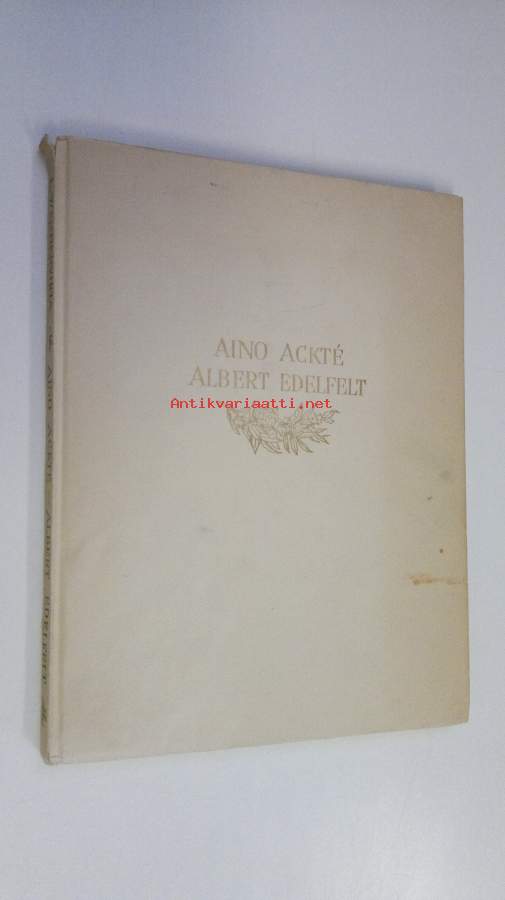 AINO ACKTÉ
ALBERT EDELFELT
Antikvariaatti.net
AINO ACKTÉ ALBERT EDELFELT